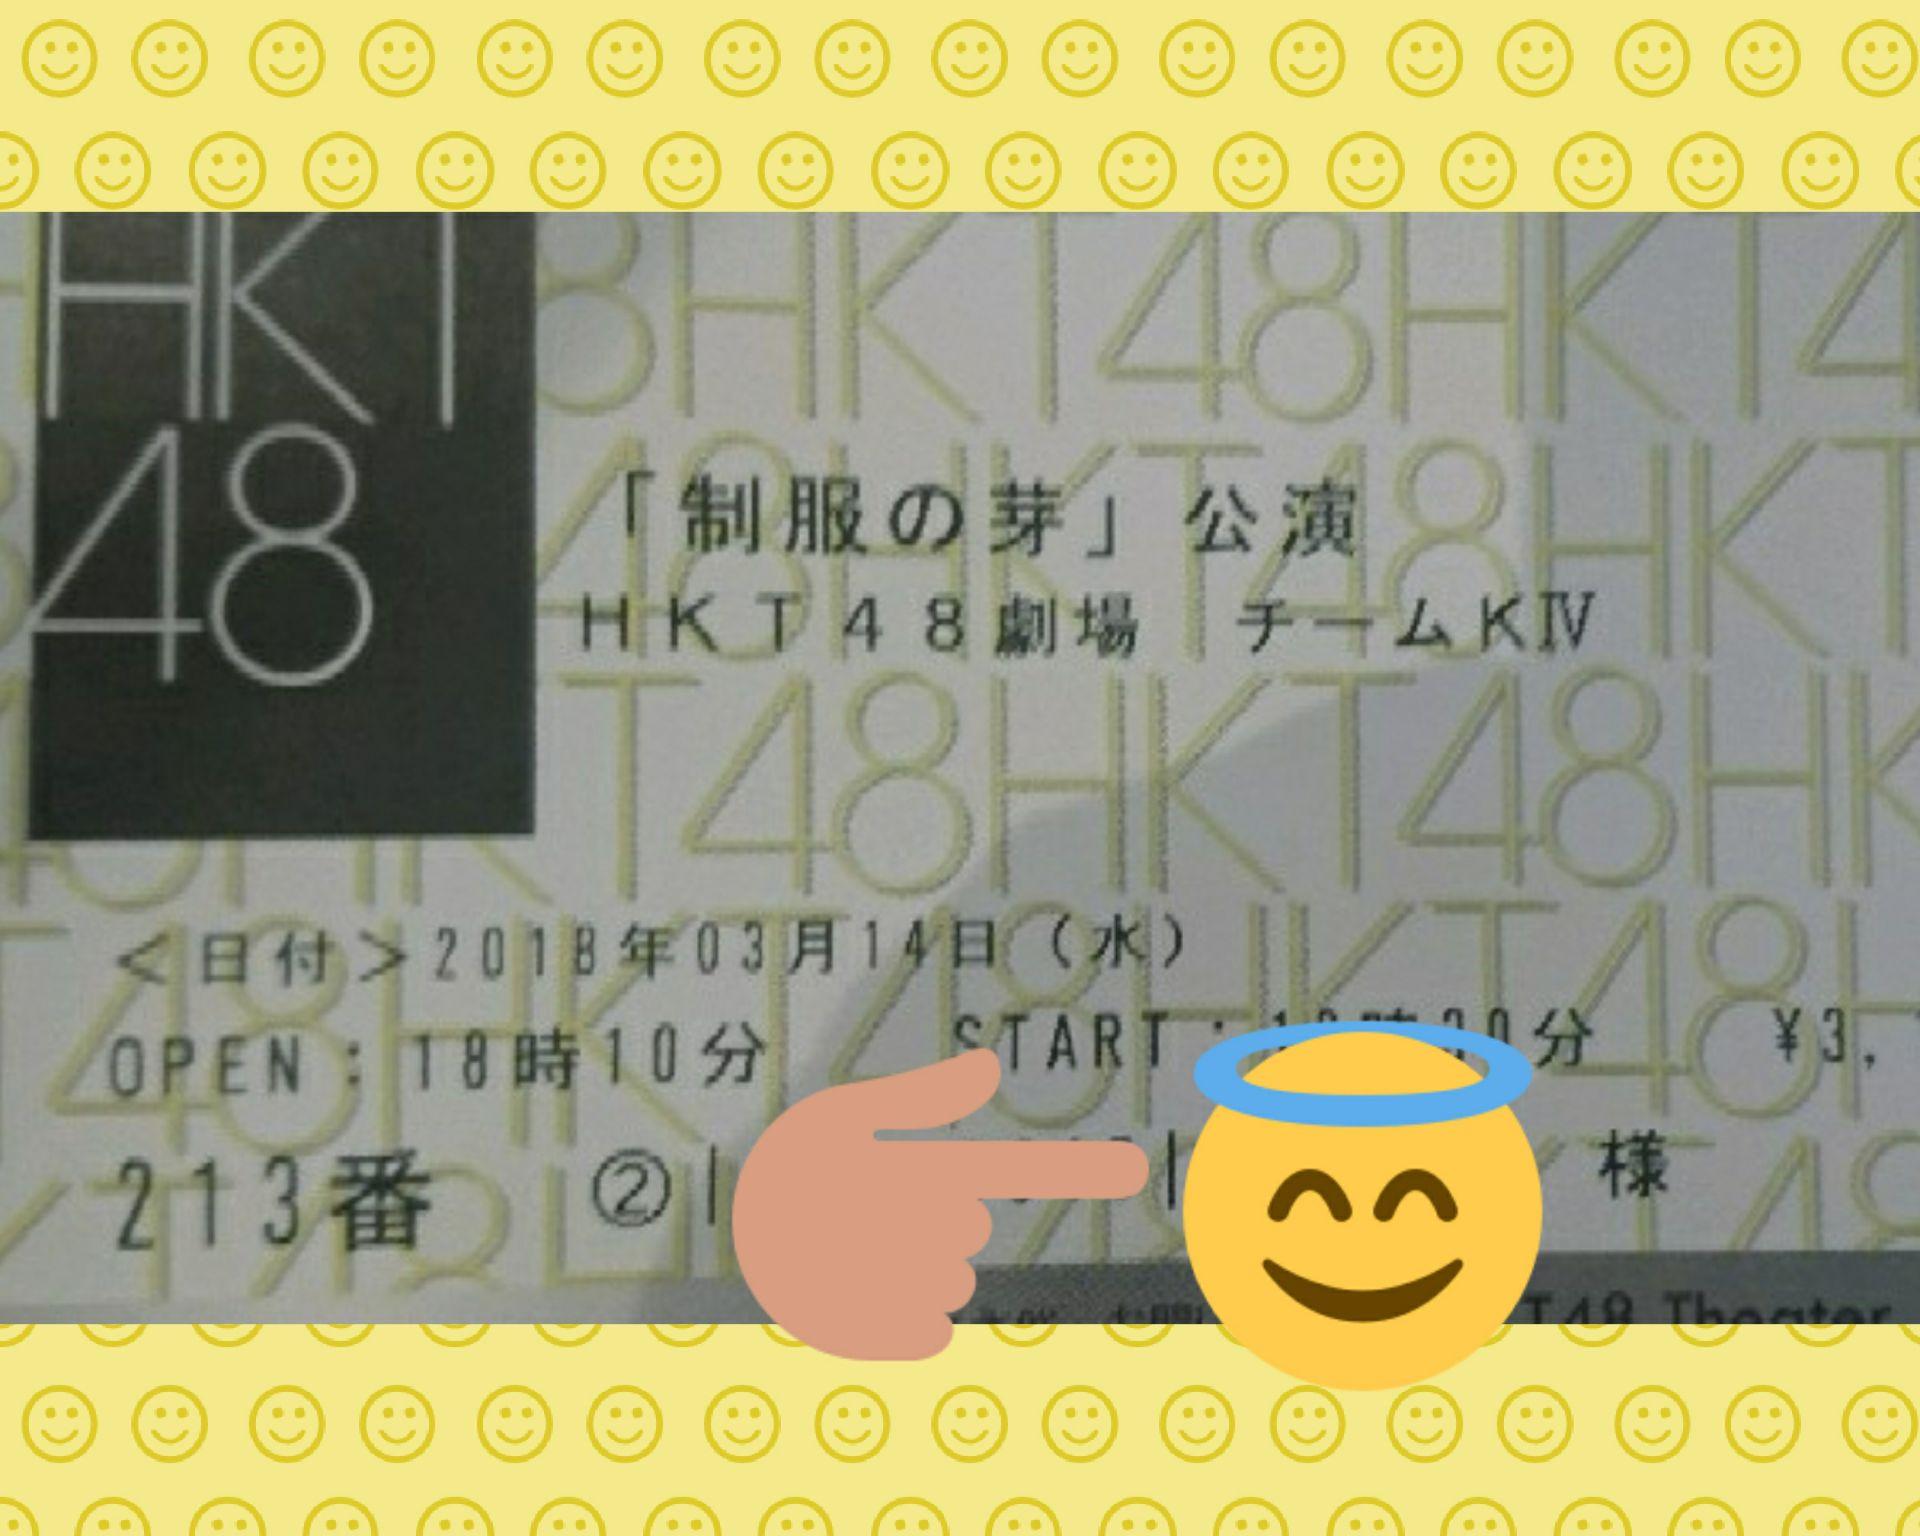 HKT
48
「制服の芽」公演
HKT48劇場 チームKⅣ
<日付>2018年03月14日(水)
OPEN:18時10分 START: 分 ¥3,
213番 ② 様
T48 Theater